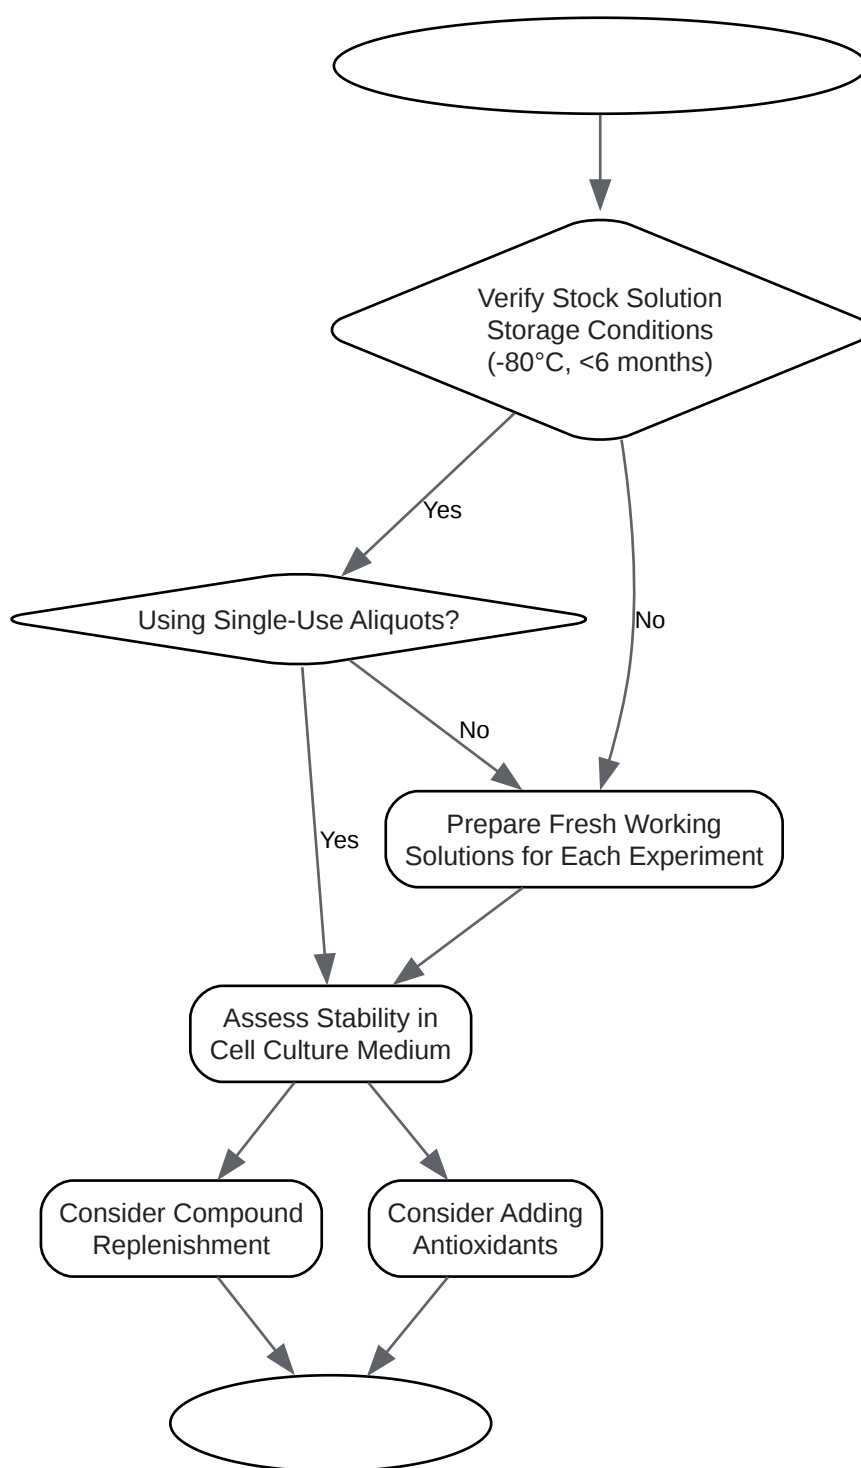 Verify Stock Solution
Storage Conditions
(-80°C, <6 months)
Yes
Using Single-Use Aliquots?
No
No
Prepare Fresh Working
Solutions for Each Experiment
Yes
Assess Stability in
Cell Culture Medium
Consider Compound
Replenishment
Consider Adding
Antioxidants